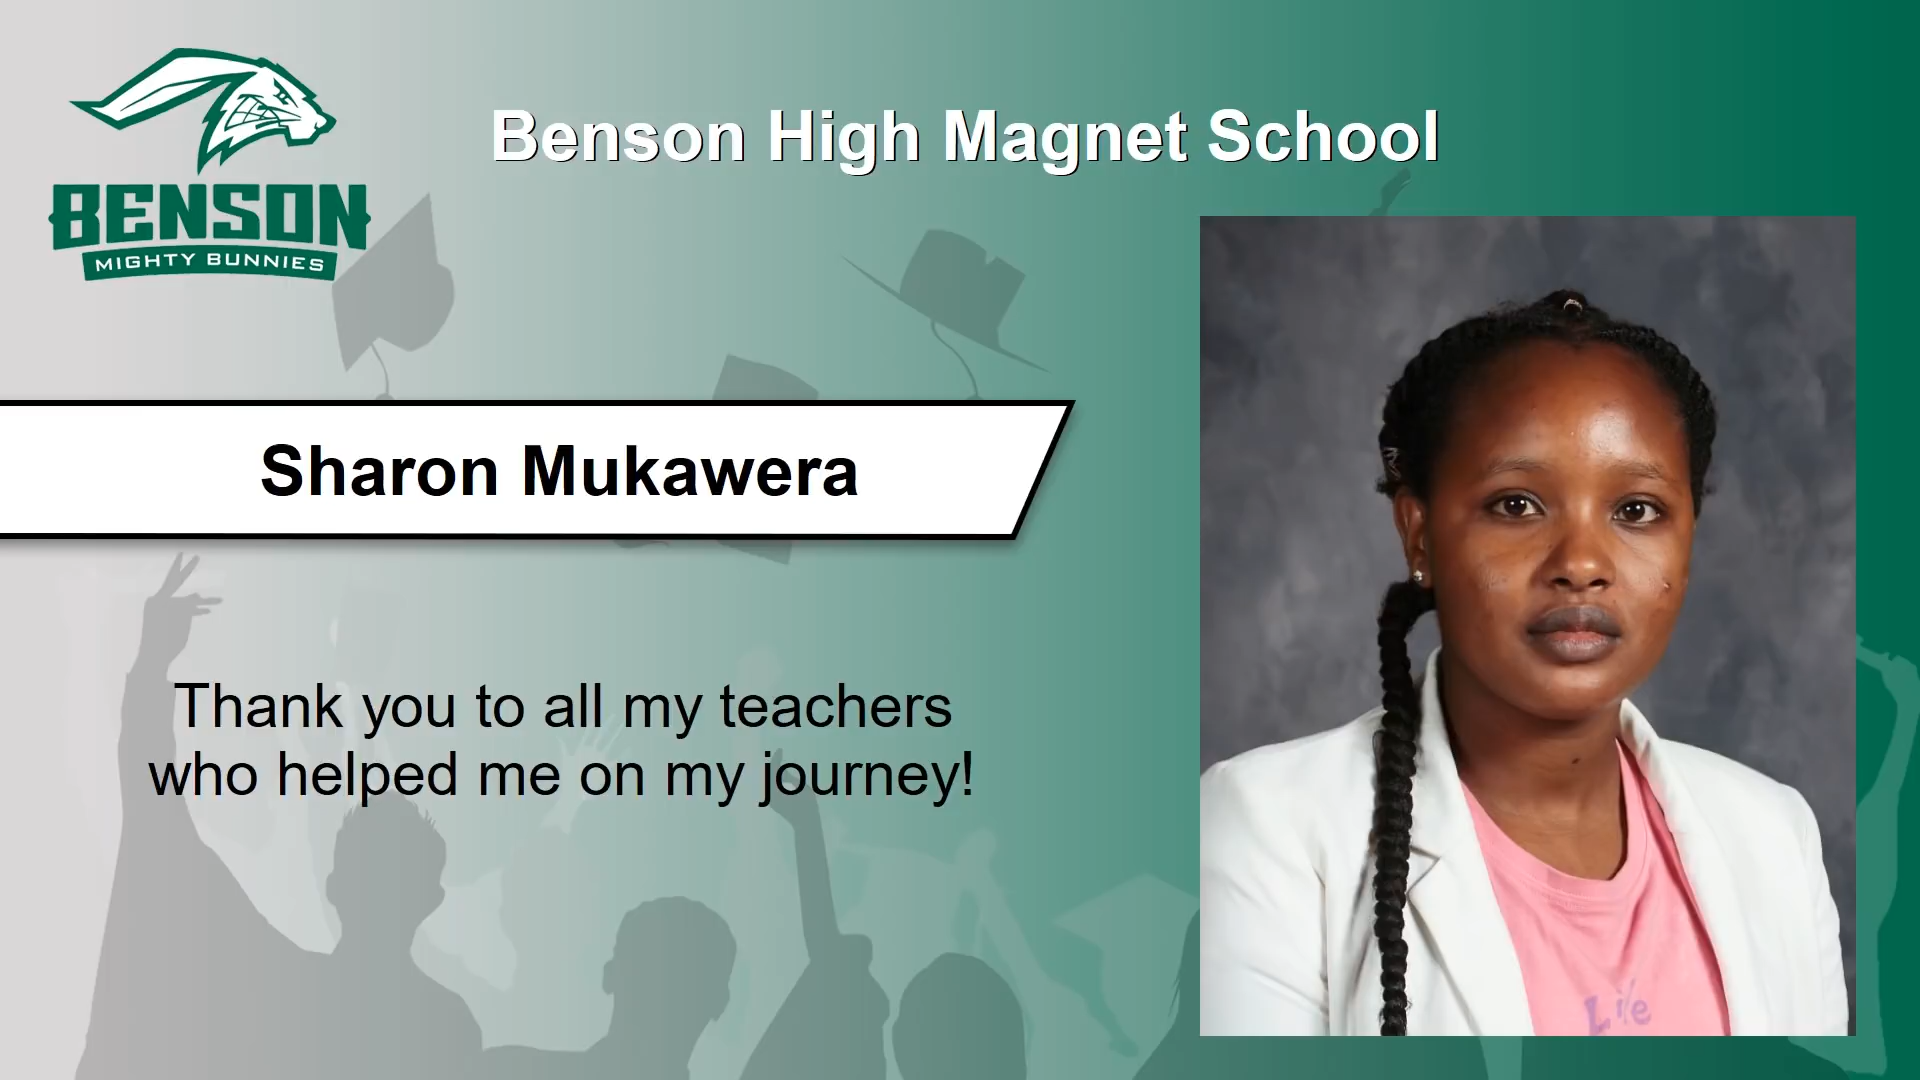 BENSON
MIGHTY BUNNIES
Benson High Magnet School
Sharon Mukawera
Thank you to all my teachers
who helped me on my journey!
Life